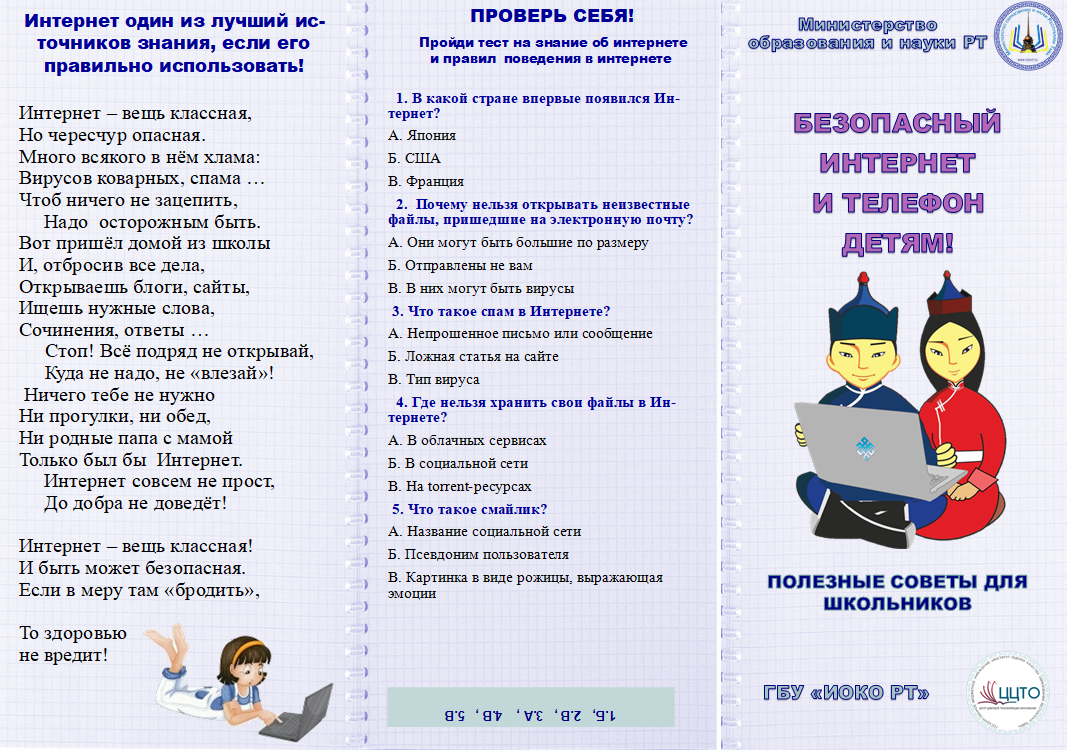 Интернет один из лучший ис-
точников знания, если его
правильно использовать!
Интернет – вещь классная,
Но чересчур опасная.
Много всякого в нём хлама:
Вирусов коварных, спама …
Чтоб ничего не зацепить,
Надо осторожным быть.
Вот пришёл домой из школы
И, отбросив все дела,
Открываешь блоги, сайты,
Ищешь нужные слова,
Сочинения, ответы …
Стоп! Всё подряд не открывай,
Куда не надо, не «влезай»!
Ничего тебе не нужно
Ни прогулки, ни обед,
Ни родные папа с мамой
Только был бы Интернет.
Интернет совсем не прост,
До добра не доведёт!
Интернет – вещь классная!
И быть может безопасная.
Если в меру там «бродить»,
То здоровью
не вредит!
ПРОВЕРЬ СЕБЯ!
Пройди тест на знание об интернете
и правил поведения в интернете
1. В какой стране впервые появился Ин-
тернет?
А. Япония
Б. США
В. Франция
2. Почему нельзя открывать неизвестные
файлы, пришедшие на электронную почту?
А. Они могут быть большие по размеру
Б. Отправлены не вам
В. В них могут быть вирусы
3. Что такое спам в Интернете?
А. Непрошенное письмо или сообщение
Б. Ложная статья на сайте
В. Тип вируса
4. Где нельзя хранить свои файлы в Ин-
тернете?
А. В облачных сервисах
Б. В социальной сети
В. На torrent-ресурсах
5. Что такое смайлик?
А. Название социальной сети
Б. Псевдоним пользователя
В. Картинка в виде рожицы, выражающая
эмоции
1.Б, 2.В, 3.А , 4.В , 5.В
Министерство
образования и науки РТ
БЕЗОПАСНЫЙ
ИНТЕРНЕТ
И ТЕЛЕФОН
ДЕТЯМ!
ПОЛЕЗНЫЕ СОВЕТЫ ДЛЯ
ШКОЛЬНИКОВ
ГБУ «ИОКО РТ»
ЦЦТО